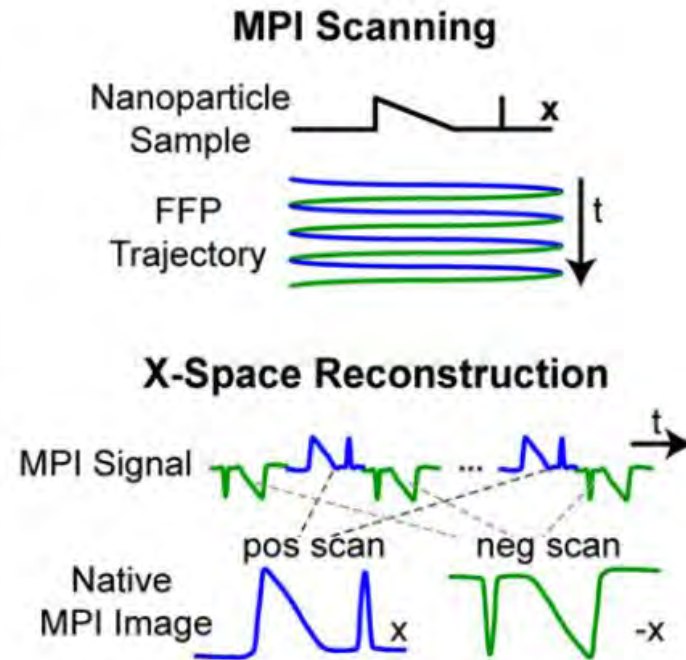 MPI Scanning
Nanoparticle
Sample
x
FFP
Trajectory
t
X-Space Reconstruction
t
MPI Signal
...
pos scan
neg scan
Native
MPI Image
x
-x